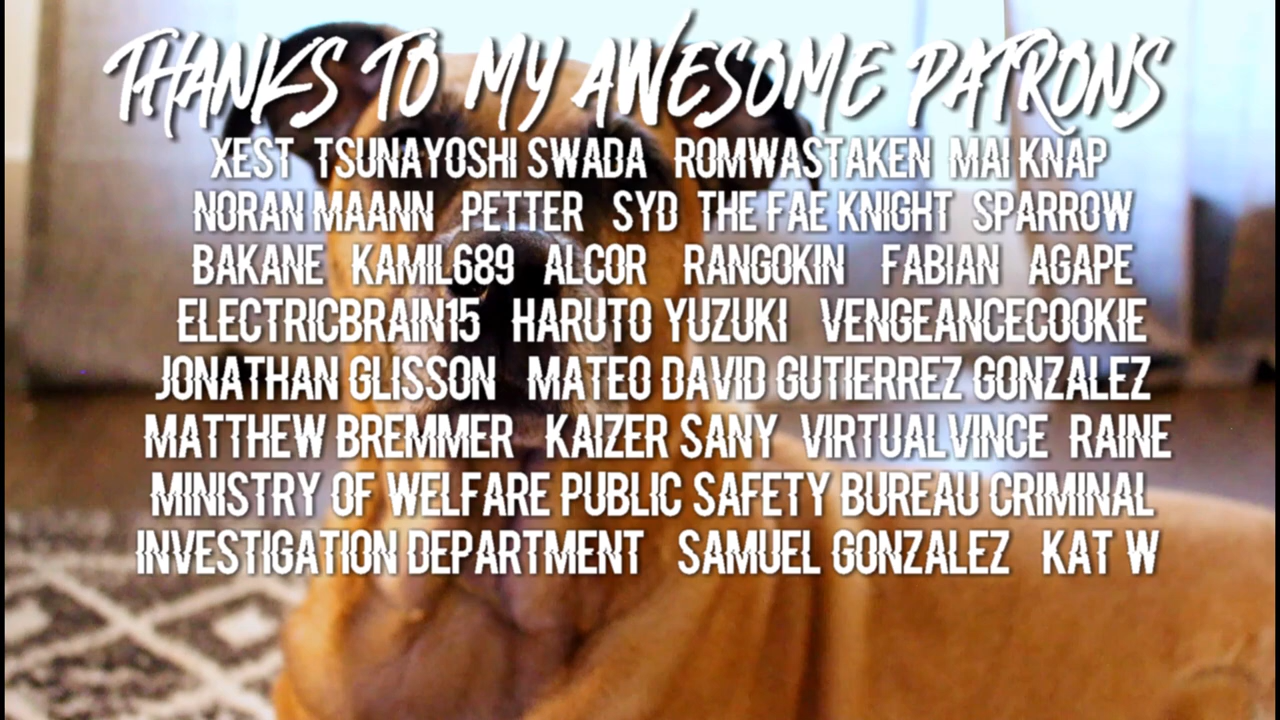 THANKS TO MY AWESOME PATRONS
XEST TSUNAYOSHI SWADA ROMWASTAKEN MAI KNAP
NORAN MAANN PETTER SYD THE FAE KNIGHT SPARROW
BAKANE KAMIL689 ALCOR RANGOKIN FABIAN AGAPE
ELECTRICBRAIN15 HARUTO YUZUKI VENGEANCECOOKIE
JONATHAN GLISSON MATEO DAVID GUTIERREZ GONZALEZ
MATTHEW BREMMER KAIZER SANY VIRTUALVINCE RAINE
MINISTRY OF WELFARE PUBLIC SAFETY BUREAU CRIMINAL
INVESTIGATION DEPARTMENT SAMUEL GONZALEZ KAT W